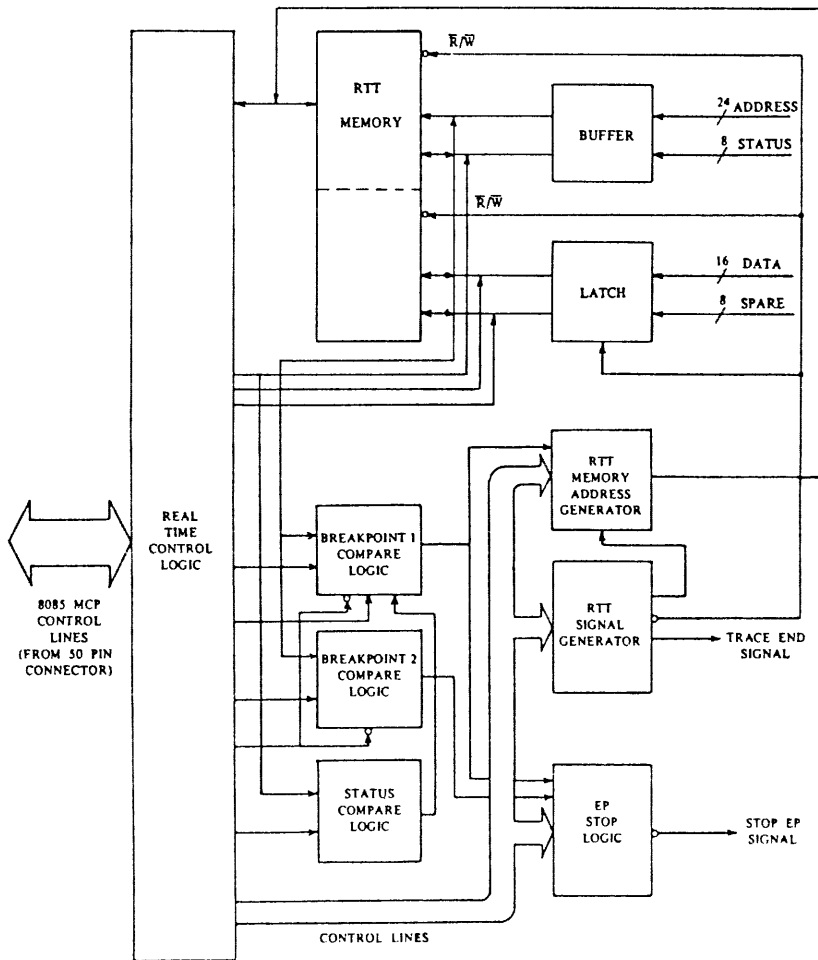 R̅/W̅
RTT
MEMORY
24 ADDRESS
BUFFER
8 STATUS
R̅/W̅
16 DATA
LATCH
8 SPARE
RTT
MEMORY
ADDRESS
GENERATOR
REAL
TIME
CONTROL
LOGIC
BREAKPOINT 1
COMPARE
LOGIC
8085 MCP
CONTROL
LINES
(FROM 50 PIN
CONNECTOR)
RTT
SIGNAL
GENERATOR
TRACE END
SIGNAL
BREAKPOINT 2
COMPARE
LOGIC
STATUS
COMPARE
LOGIC
EP
STOP
LOGIC
STOP EP
SIGNAL
CONTROL LINES